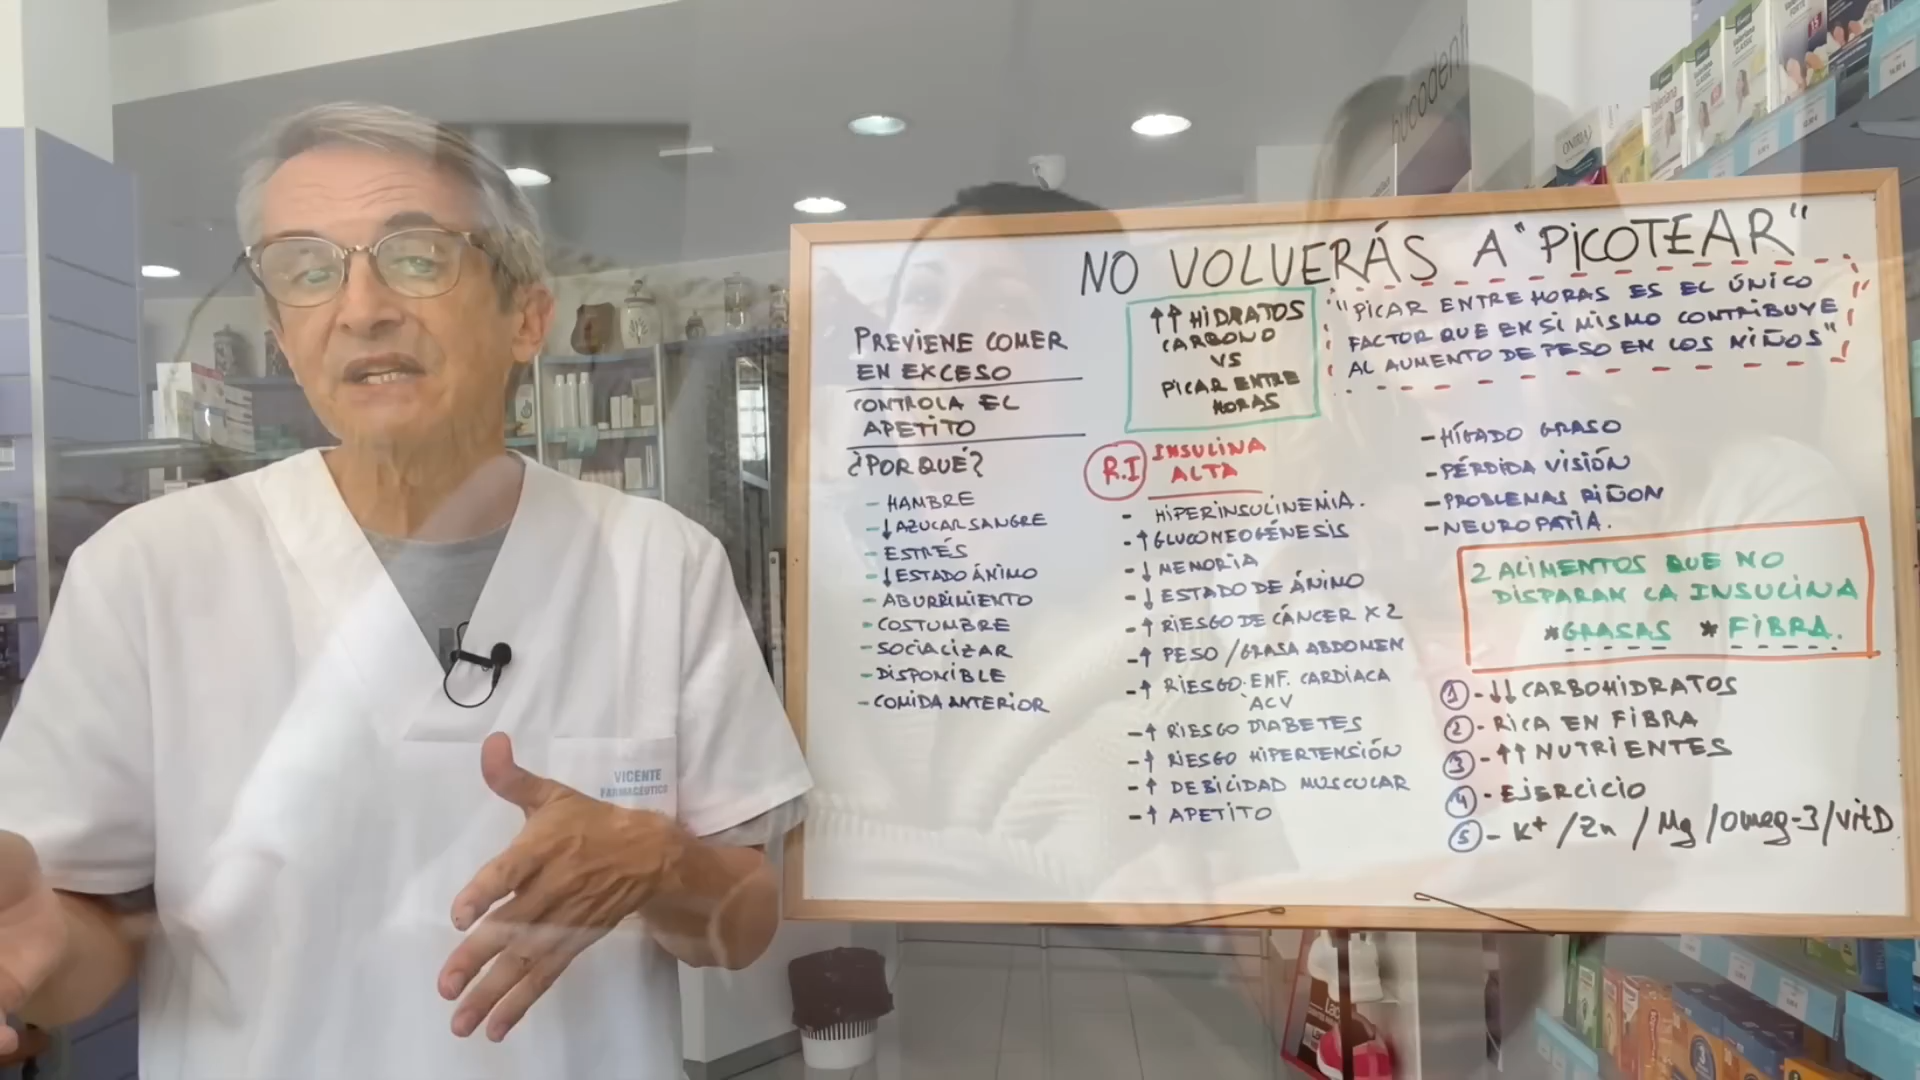 NO VOLVERÁS A "PICOTEAR"
PREVIENE COMER
EN EXCESO
CONTROLA EL
APETITO
¿POR QUÉ?
- HAMBRE
- ↓ AZUCAR SANGRE
- ESTRÉS
- ↓ ESTADO ÁNIMO
- ABURRIMIENTO
- COSTUMBRE
- SOCIALIZAR
- DISPONIBLE
- COMIDA ANTERIOR
↑↑ HIDRATOS
CARBONO
VS
PICAR ENTRE
HORAS
R.I INSULINA
ALTA
- HIPERINSULINEMIA.
- ↑ GLUCONEOGÉNESIS
- ↓ MEMORIA
- ↓ ESTADO DE ÁNIMO
- ↑ RIESGO DE CÁNCER X 2
- ↑ PESO / GRASA ABDOMEN
- ↑ RIESGO ENF. CARDÍACA
ACV
- ↑ RIESGO DIABETES
- ↑ RIESGO HIPERTENSIÓN
- ↑ DEBILIDAD MUSCULAR
- ↑ APETITO
"PICAR ENTRE HORAS ES EL ÚNICO
FACTOR QUE EN SI MISMO CONTRIBUYE
AL AUMENTO DE PESO EN LOS NIÑOS"
- HÍGADO GRASO
- PÉRDIDA VISIÓN
- PROBLEMAS RIÑON
- NEUROPATIA.
2 ALIMENTOS QUE NO
DISPARAN LA INSULINA
* GRASAS * FIBRA.
1 - ↓↓ CARBOHIDRATOS
2 - RICA EN FIBRA
3 - ↑↑ NUTRIENTES
4 - EJERCICIO
5 - K+ / Zn / Mg / Omeg-3 / vit D
VICENTE
FARMACÉUTICO
bucodent